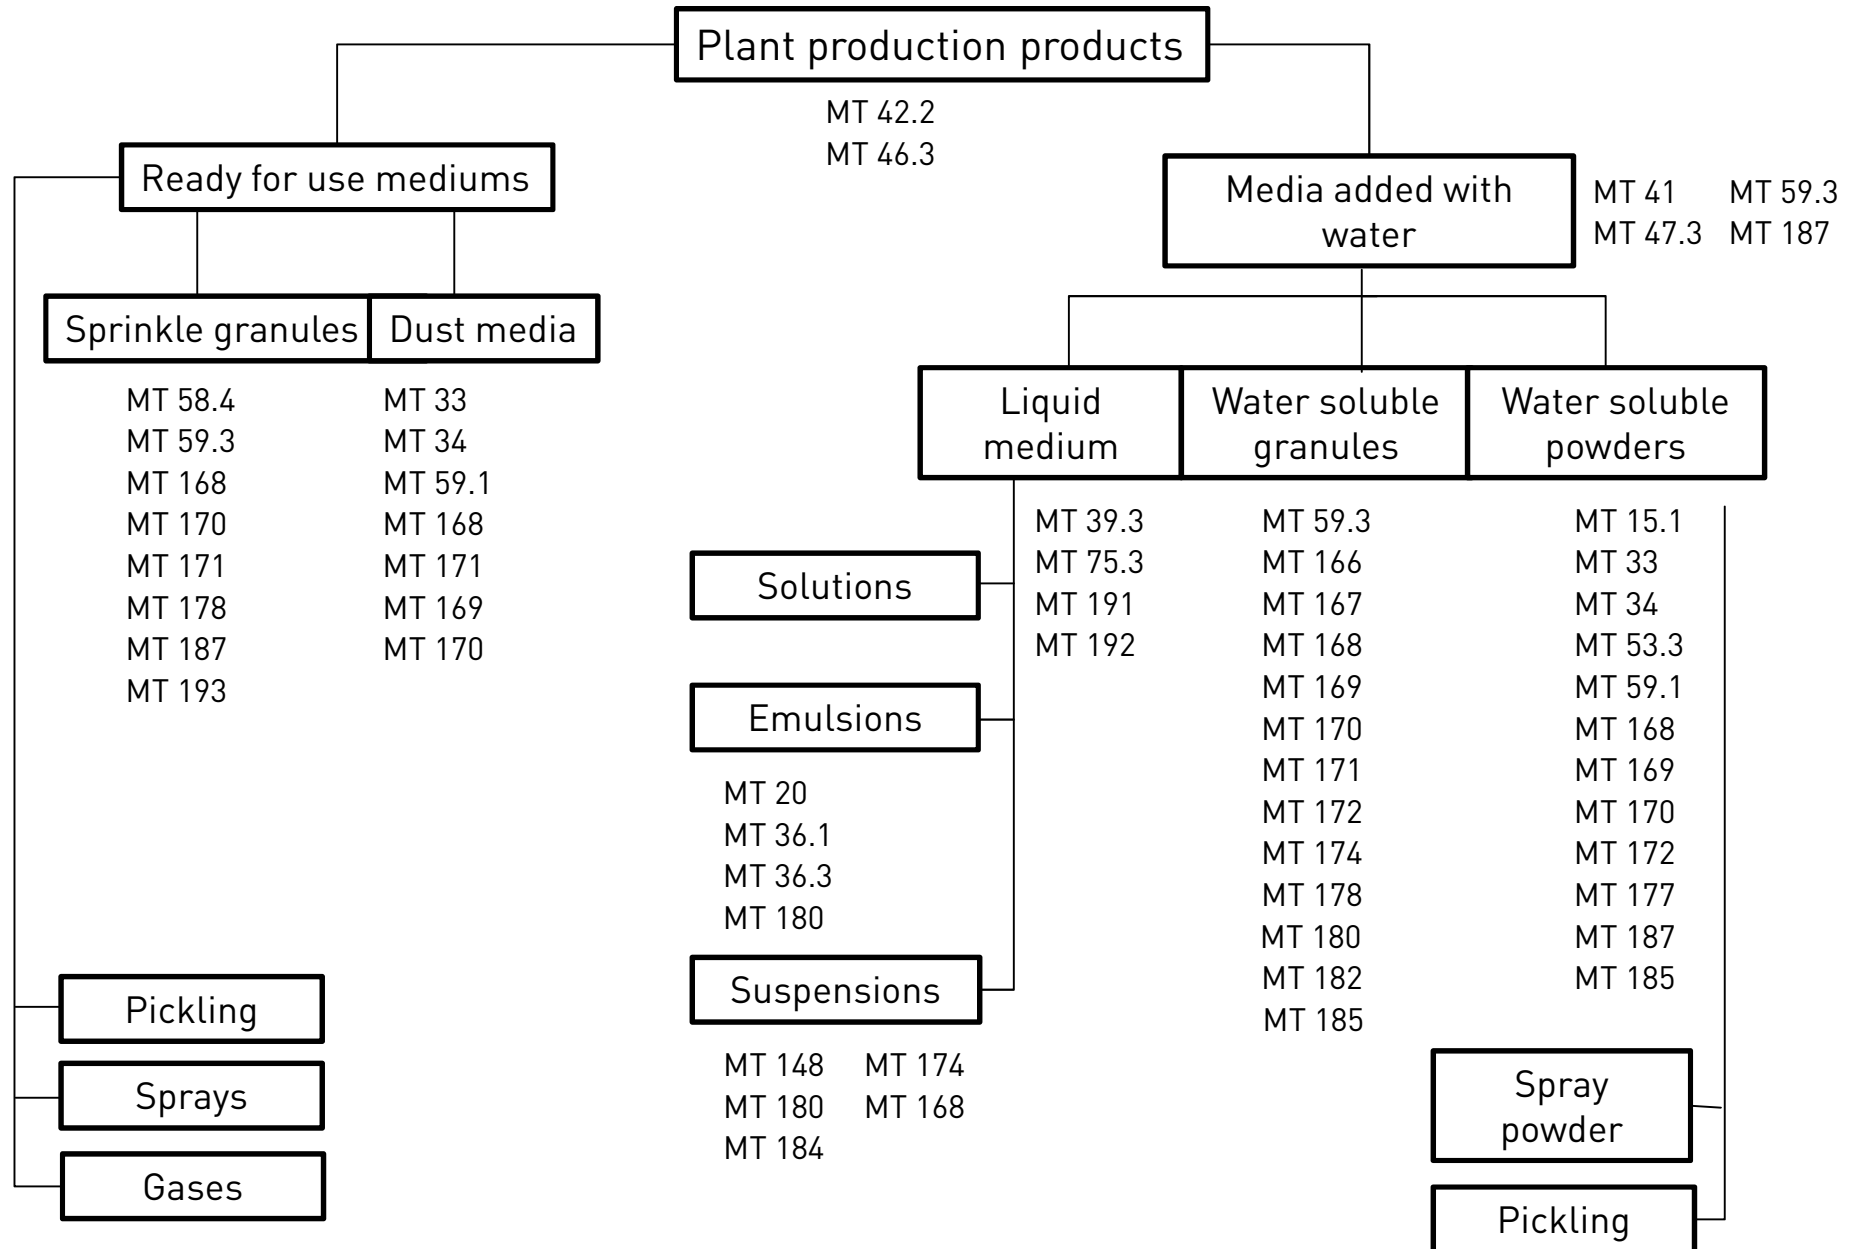 Plant production products
MT 42.2
MT 46.3
Ready for use mediums
Media added with
water
MT 41 MT 59.3
MT 47.3 MT 187
Sprinkle granules
Dust media
MT 58.4
MT 59.3
MT 168
MT 170
MT 171
MT 178
MT 187
MT 193
MT 33
MT 34
MT 59.1
MT 168
MT 171
MT 169
MT 170
Pickling
Sprays
Gases
Liquid
medium
Water soluble
granules
Water soluble
powders
MT 39.3
MT 75.3
MT 191
MT 192
Solutions
Emulsions
MT 20
MT 36.1
MT 36.3
MT 180
Suspensions
MT 148 MT 174
MT 180 MT 168
MT 184
MT 59.3
MT 166
MT 167
MT 168
MT 169
MT 170
MT 171
MT 172
MT 174
MT 178
MT 180
MT 182
MT 185
MT 15.1
MT 33
MT 34
MT 53.3
MT 59.1
MT 168
MT 169
MT 170
MT 172
MT 177
MT 187
MT 185
Spray
powder
Pickling